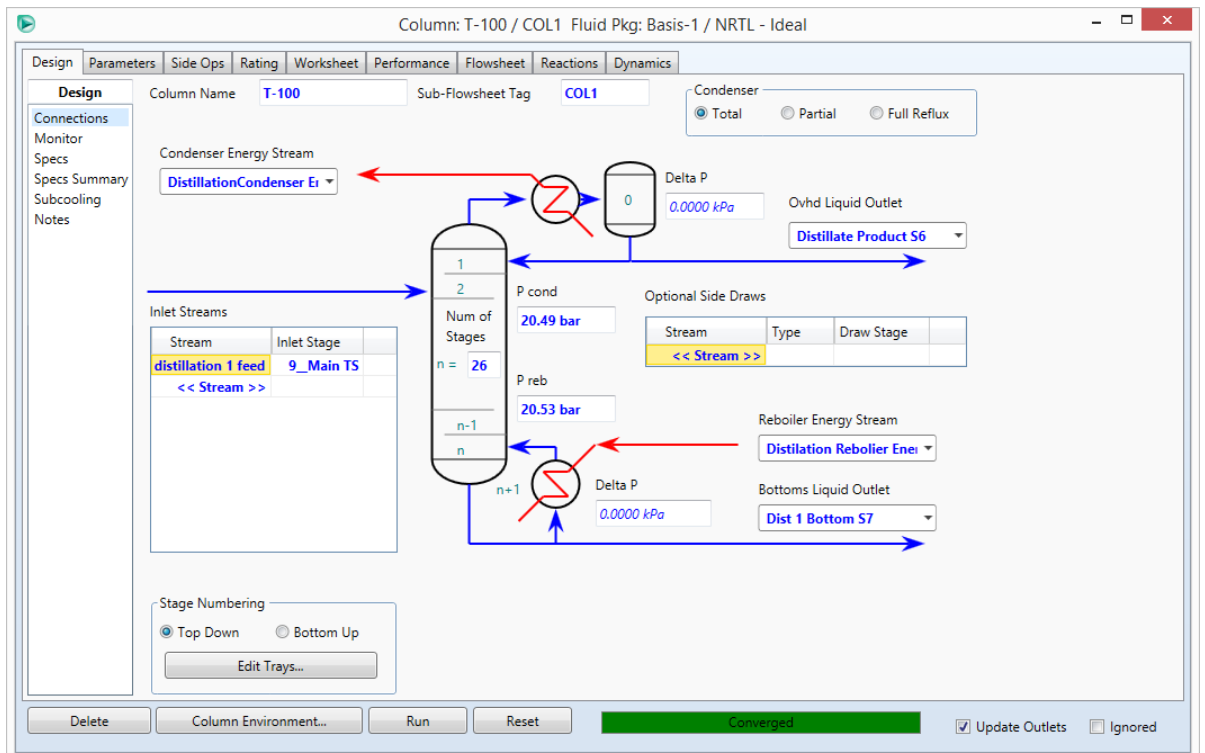 Column: T-100 / COL1 Fluid Pkg: Basis-1 / NRTL - Ideal
Design Parameters Side Ops Rating Worksheet Performance Flowsheet Reactions Dynamics
Design
Connections
Monitor
Specs
Specs Summary
Subcooling
Notes
Column Name T-100 Sub-Flowsheet Tag COL1
Condenser
Total Partial Full Reflux
Condenser Energy Stream
DistillationCondenser Er
0
Delta P
0.0000 kPa
Ovhd Liquid Outlet
Distillate Product S6
1
2
Num of
Stages
n = 26
n-1
n
n+1
P cond
20.49 bar
P reb
20.53 bar
Inlet Streams
Stream Inlet Stage
distillation 1 feed 9__Main TS
<< Stream >>
Optional Side Draws
Stream Type Draw Stage
<< Stream >>
Reboiler Energy Stream
Distilation Rebolier Ener
Delta P
0.0000 kPa
Bottoms Liquid Outlet
Dist 1 Bottom S7
Stage Numbering
Top Down Bottom Up
Edit Trays...
Delete Column Environment... Run Reset Converged Update Outlets Ignored